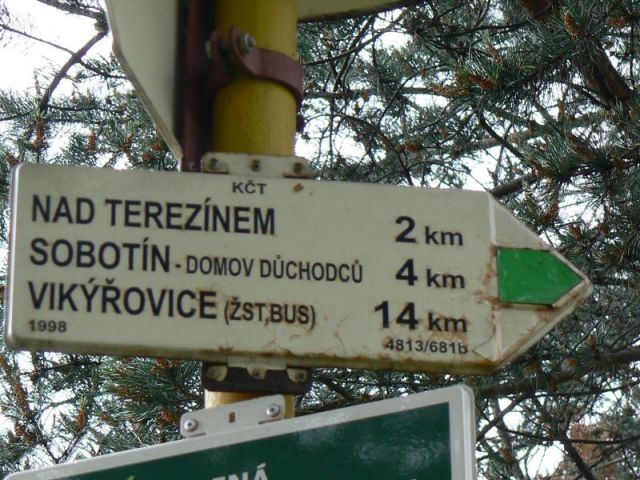 KČT
NAD TEREZÍNEM 2 km
SOBOTÍN - DOMOV DŮCHODCŮ 4 km
VIKÝŘOVICE (ŽST,BUS) 14 km
1998 4813/681b